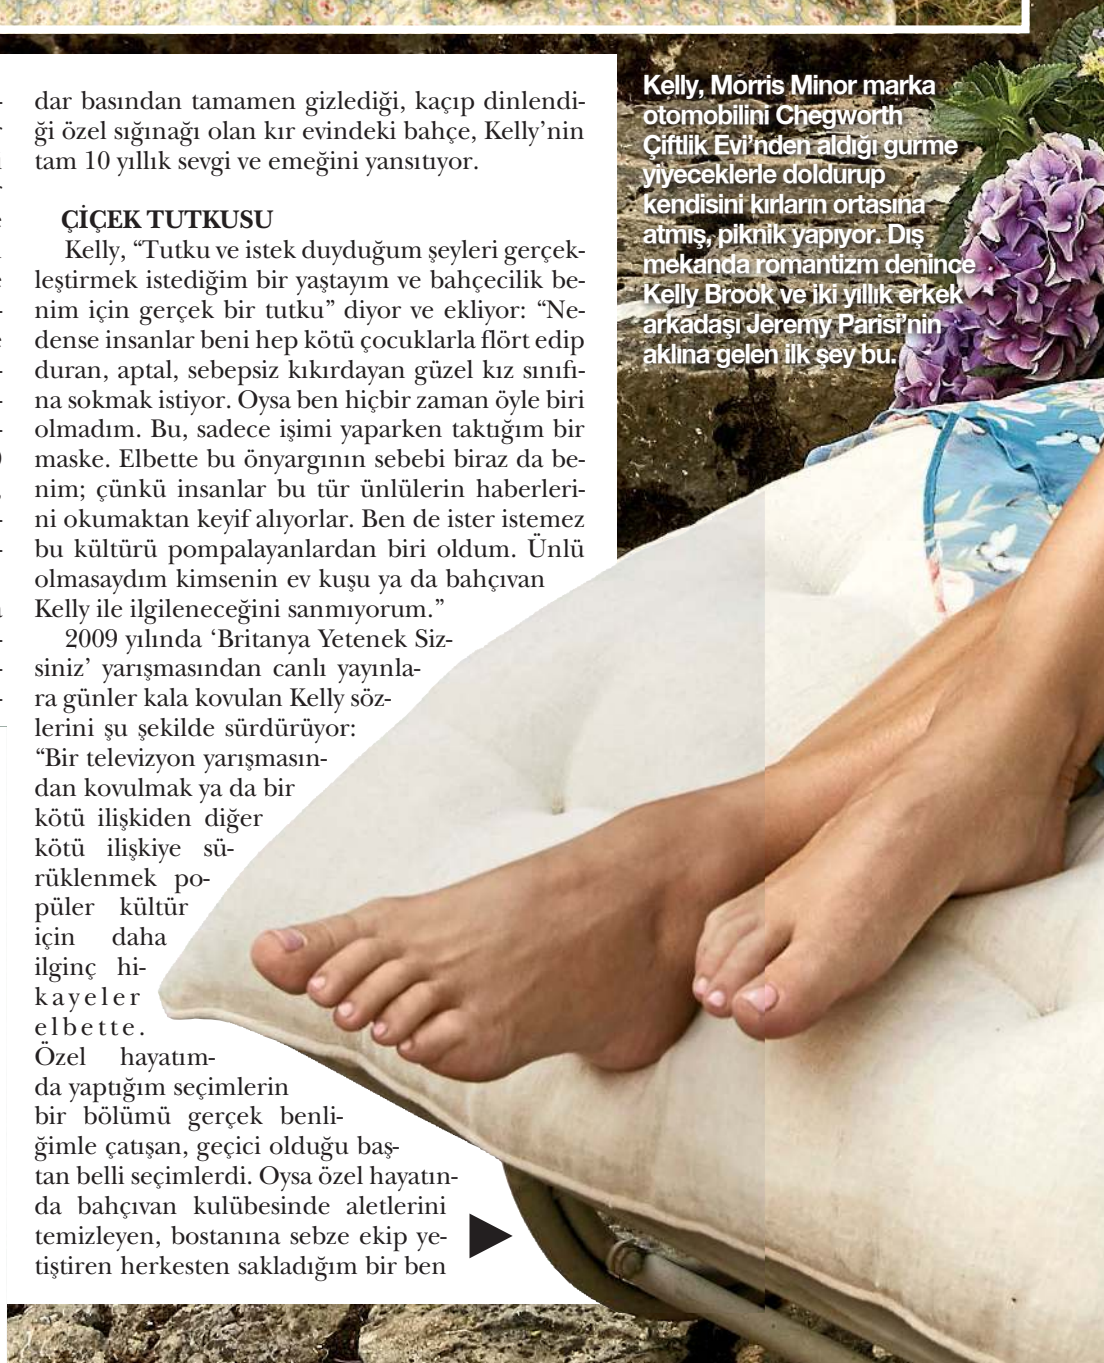 dar basından tamamen gizlediği, kaçıp dinlendi-
ği özel sığınağı olan kır evindeki bahçe, Kelly’nin
tam 10 yıllık sevgi ve emeğini yansıtıyor.
ÇİÇEK TUTKUSU
Kelly, “Tutku ve istek duyduğum şeyleri gerçek-
leştirmek istediğim bir yaştayım ve bahçecilik be-
nim için gerçek bir tutku” diyor ve ekliyor: “Ne-
dense insanlar beni hep kötü çocuklarla flört edip
duran, aptal, sebepsiz kıkırdayan güzel kız sınıfı-
na sokmak istiyor. Oysa ben hiçbir zaman öyle biri
olmadım. Bu, sadece işimi yaparken taktığım bir
maske. Elbette bu önyargının sebebi biraz da be-
nim; çünkü insanlar bu tür ünlülerin haberleri-
ni okumaktan keyif alıyorlar. Ben de ister istemez
bu kültürü pompalayanlardan biri oldum. Ünlü
olmasaydım kimsenin ev kuşu ya da bahçıvan
Kelly ile ilgileneceğini sanmıyorum.”
2009 yılında ‘Britanya Yetenek Siz-
siniz’ yarışmasından canlı yayınla-
ra günler kala kovulan Kelly söz-
lerini şu şekilde sürdürüyor:
“Bir televizyon yarışmasın-
dan kovulmak ya da bir
kötü ilişkiden diğer
kötü ilişkiye sü-
rüklenmek po-
püler kültür
için daha
ilginç hi-
kayeler
elbette.
Özel hayatım-
da yaptığım seçimlerin
bir bölümü gerçek benli-
ğimle çatışan, geçici olduğu baş-
tan belli seçimlerdi. Oysa özel hayatın-
da bahçıvan kulübesinde aletlerini
temizleyen, bostanına sebze ekip ye-
tiştiren herkesten sakladığım bir ben
Kelly, Morris Minor marka
otomobilini Chegworth
Çiftlik Evi’nden aldığı gurme
yiyeceklerle doldurup
kendisini kırların ortasına
atmış, piknik yapıyor. Dış
mekanda romantizm denince
Kelly Brook ve iki yıllık erkek
arkadaşı Jeremy Parisi’nin
aklına gelen ilk şey bu.